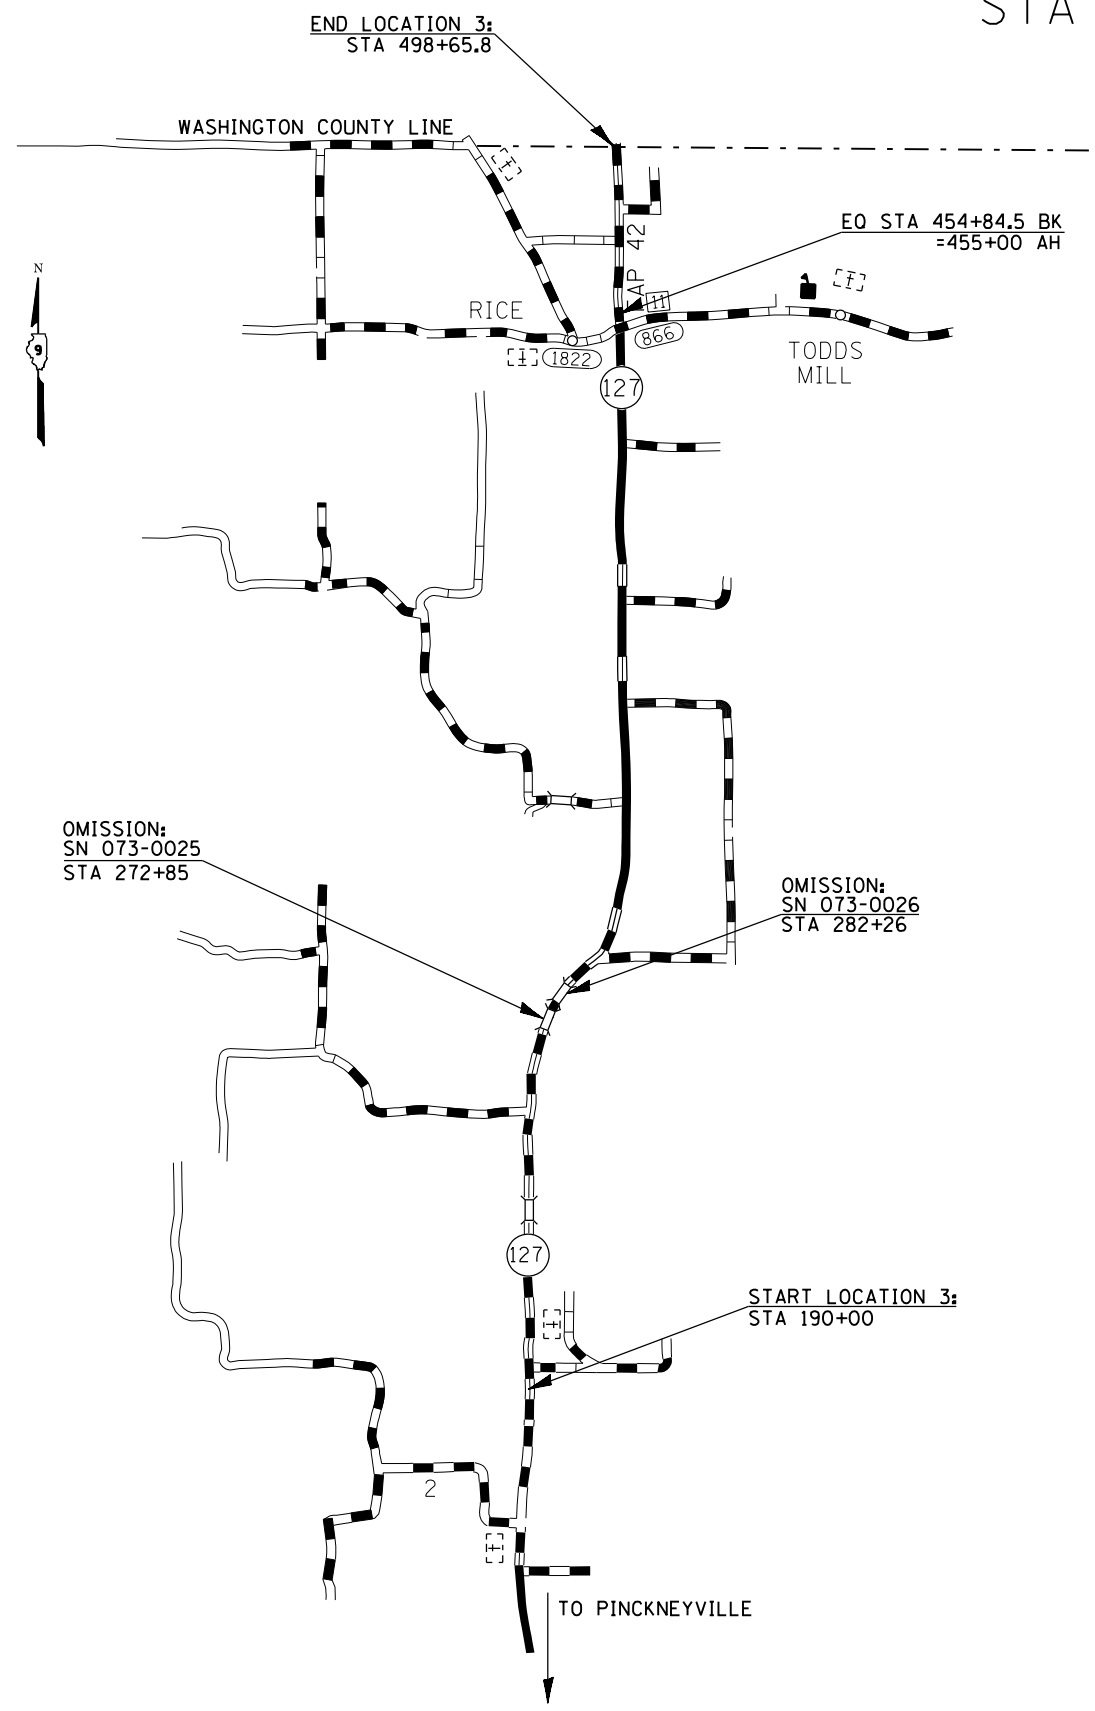 STA
END LOCATION 3:
STA 498+65.8
WASHINGTON COUNTY LINE
EQ STA 454+84.5 BK
=455+00 AH
FAP 42
N
9
RICE
11
866
1822
TODDS
MILL
127
OMISSION:
SN 073-0025
STA 272+85
OMISSION:
SN 073-0026
STA 282+26
127
START LOCATION 3:
STA 190+00
2
TO PINCKNEYVILLE